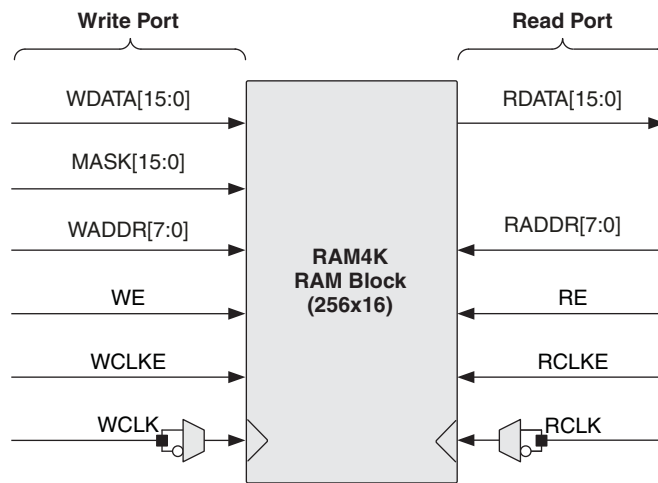 Write Port
Read Port
WDATA[15:0]
RDATA[15:0]
MASK[15:0]
WADDR[7:0]
RADDR[7:0]
RAM4K
RAM Block
(256x16)
WE
RE
WCLKE
RCLKE
WCLK
RCLK